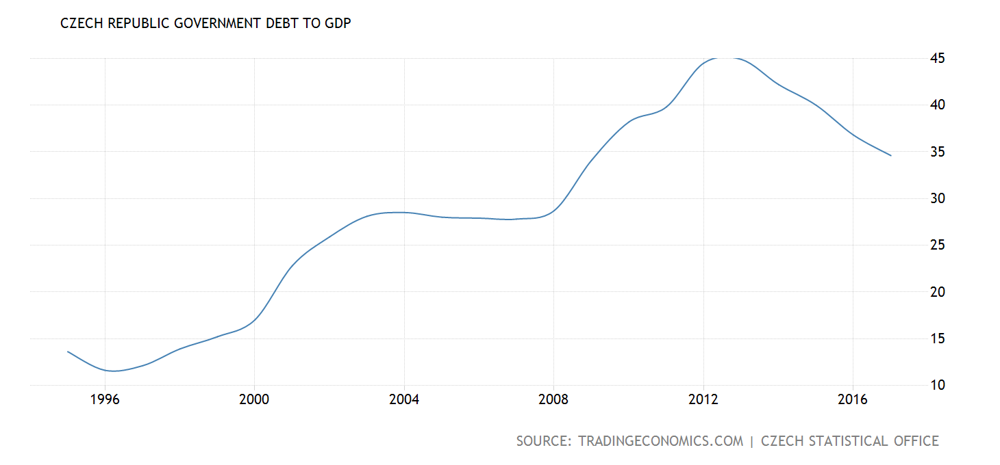 CZECH REPUBLIC GOVERNMENT DEBT TO GDP
45
40
35
30
25
20
15
10
1996 2000 2004 2008 2012 2016
SOURCE: TRADINGECONOMICS.COM | CZECH STATISTICAL OFFICE